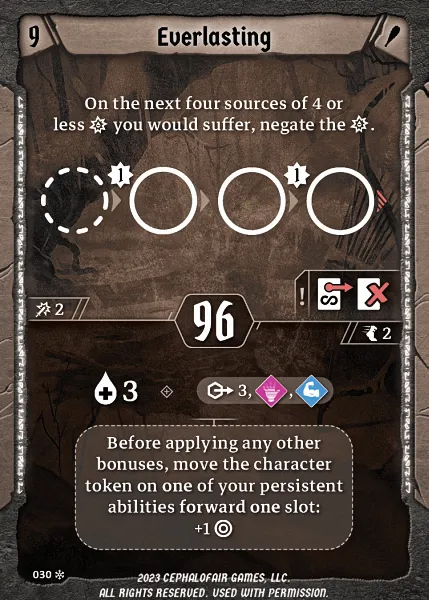 9
Everlasting
On the next four sources of 4 or
less you would suffer, negate the .
1
1
!
S
2
96
2
3
3, ,
Before applying any other
bonuses, move the character
token on one of your persistent
abilities forward one slot:
+1
030
2023 CEPHALOFAIR GAMES, LLC.
ALL RIGHTS RESERVED. USED WITH PERMISSION.